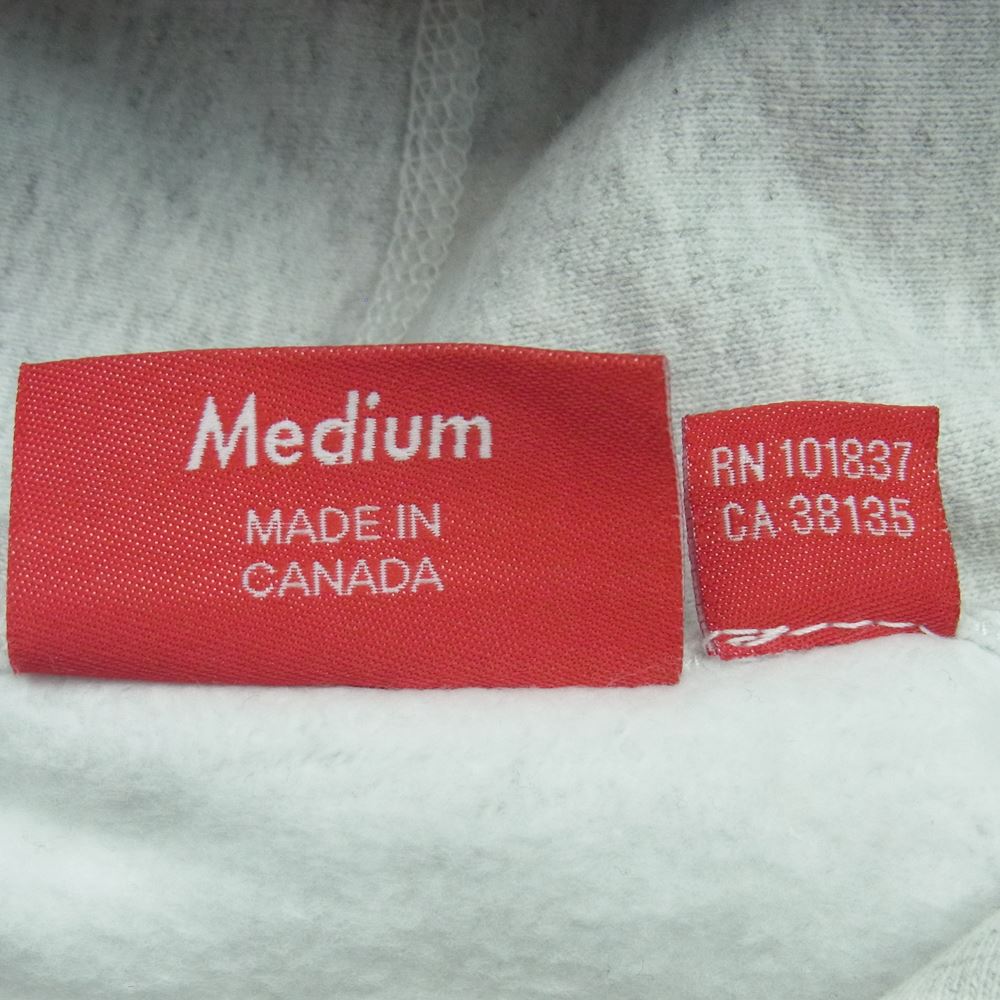 Medium
MADE IN
CANADA
RN 101837
CA 38135